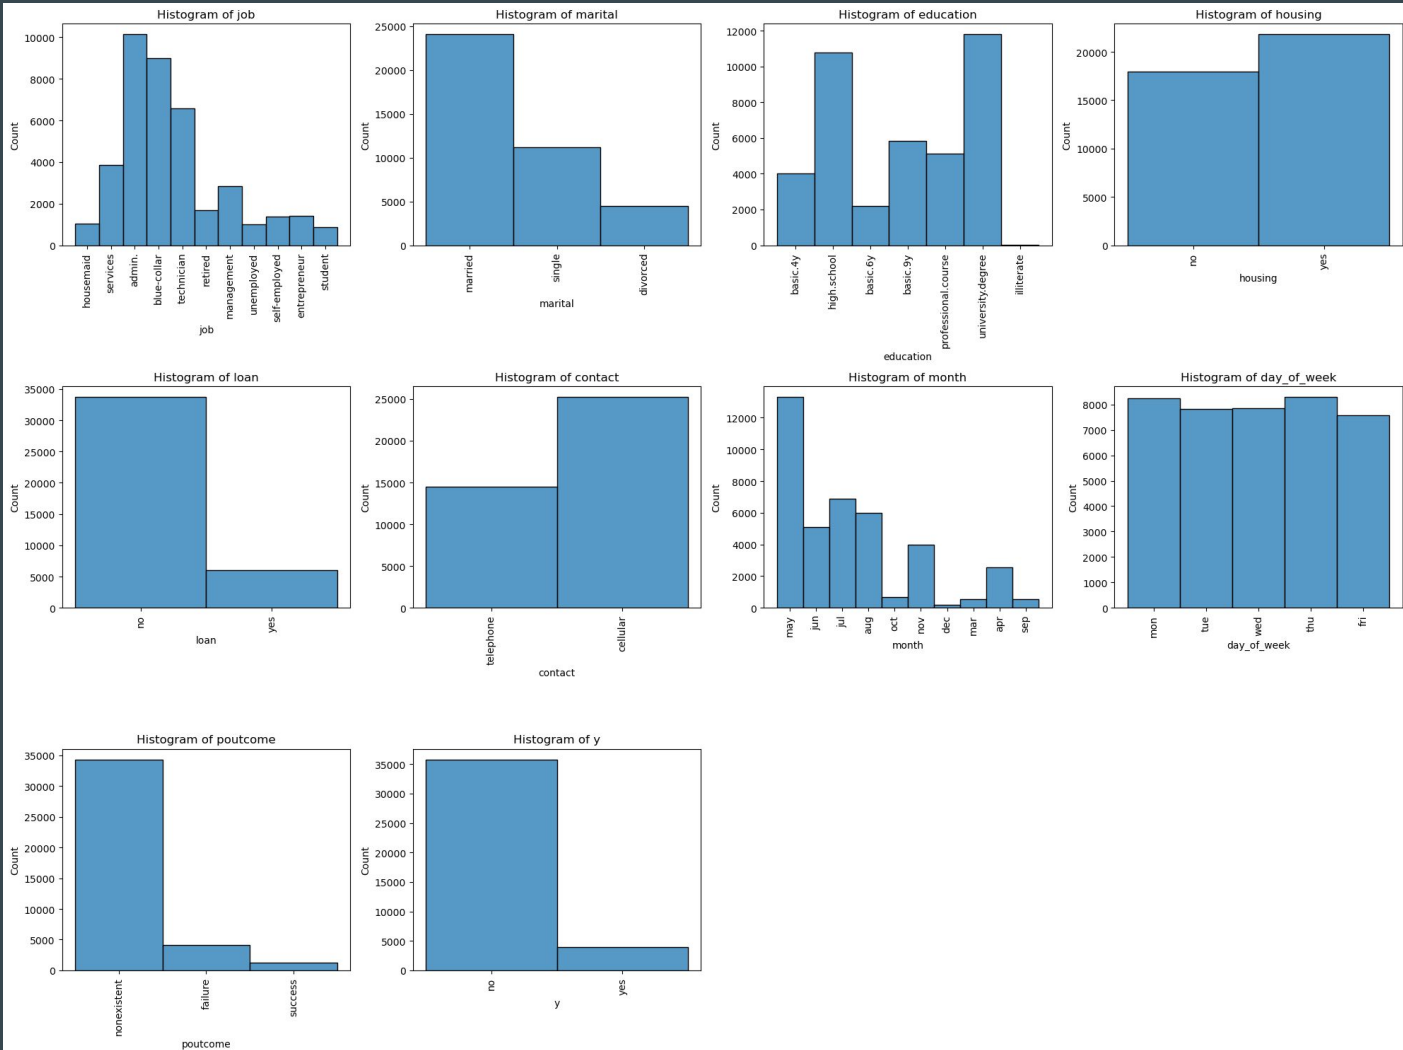 Histogram of job
Count
10000
8000
6000
4000
2000
0
housemaid
services
admin.
blue-collar
technician
retired
management
unemployed
self-employed
entrepreneur
student
job
Histogram of marital
Count
25000
20000
15000
10000
5000
0
married
single
divorced
marital
Histogram of education
Count
12000
10000
8000
6000
4000
2000
0
basic.4y
high.school
basic.6y
basic.9y
professional.course
university.degree
illiterate
education
Histogram of housing
Count
20000
15000
10000
5000
0
no
yes
housing
Histogram of loan
Count
35000
30000
25000
20000
15000
10000
5000
0
no
yes
loan
Histogram of contact
Count
25000
20000
15000
10000
5000
0
telephone
cellular
contact
Histogram of month
Count
12000
10000
8000
6000
4000
2000
0
may
jun
jul
aug
oct
nov
dec
mar
apr
sep
month
Histogram of day_of_week
Count
8000
7000
6000
5000
4000
3000
2000
1000
0
mon
tue
wed
thu
fri
day_of_week
Histogram of poutcome
Count
35000
30000
25000
20000
15000
10000
5000
0
nonexistent
failure
success
poutcome
Histogram of y
Count
35000
30000
25000
20000
15000
10000
5000
0
no
yes
y